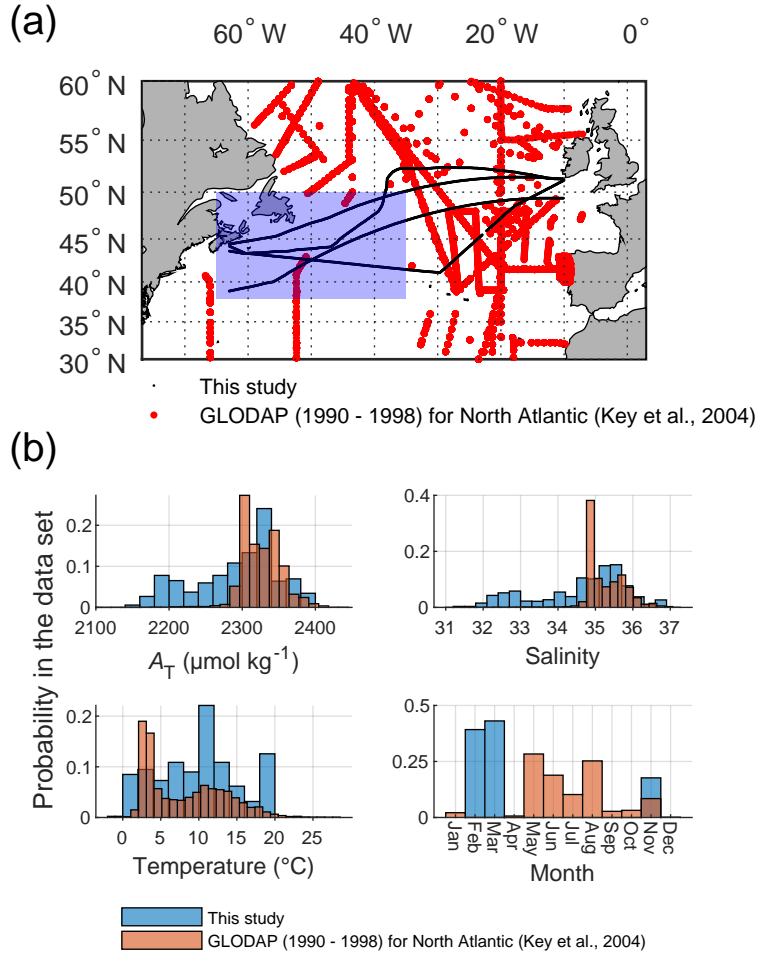 (a)
60° W 40° W 20° W 0°
60° N
55° N
50° N
45° N
40° N
35° N
30° N
This study
GLODAP (1990 - 1998) for North Atlantic (Key et al., 2004)
(b)
Probability in the data set
0.2
0.1
0
2100 2200 2300 2400
A_T (μmol kg⁻¹)
0.4
0.2
0
31 32 33 34 35 36 37
Salinity
0.2
0.1
0
0 5 10 15 20 25
Temperature (°C)
0.5
0.25
0
Jan Feb Mar Apr May Jun Jul Aug Sep Oct Nov Dec
Month
This study
GLODAP (1990 - 1998) for North Atlantic (Key et al., 2004)